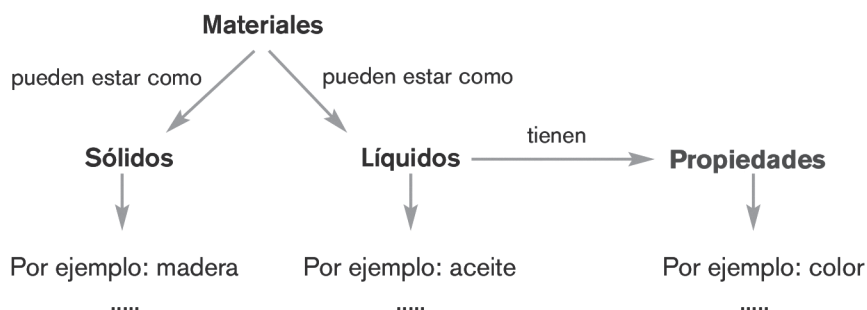 Materiales
pueden estar como
pueden estar como
tienen
Sólidos
Líquidos
Propiedades
Por ejemplo: madera
Por ejemplo: aceite
Por ejemplo: color
.....
.....
.....